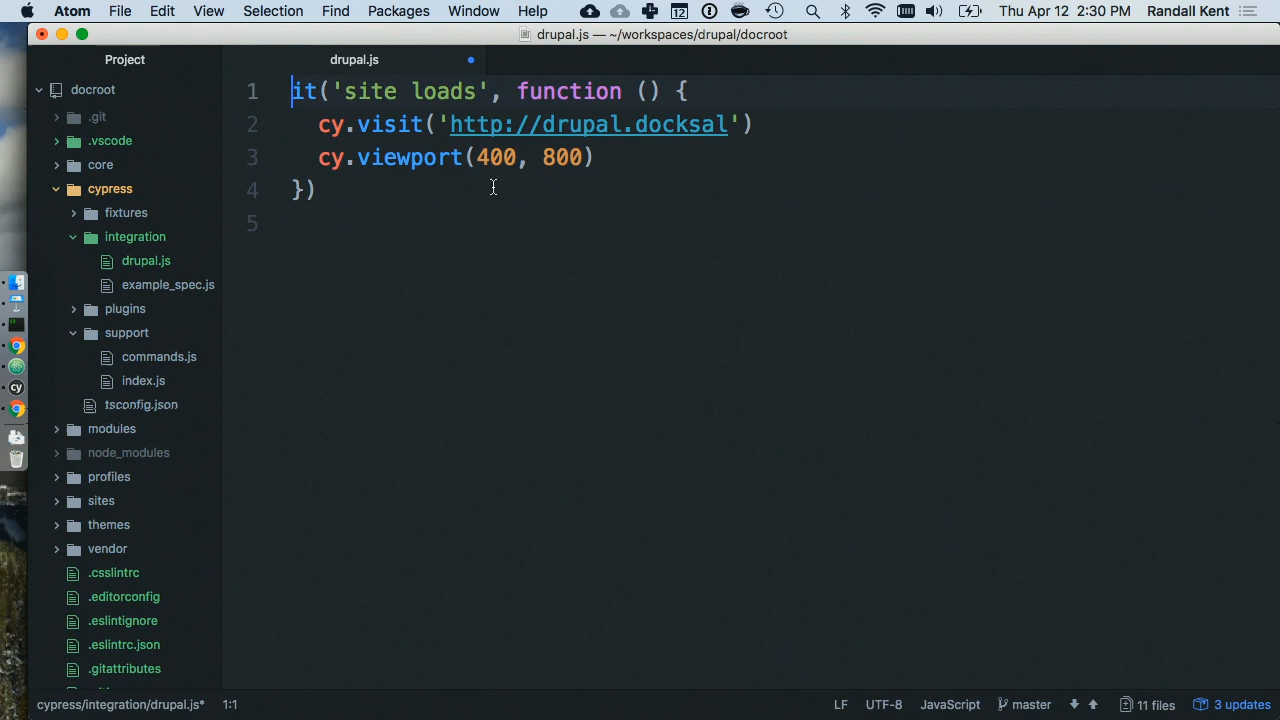 Atom File Edit View Selection Find Packages Window Help 12 Thu Apr 12 2:30 PM Randall Kent
drupal.js — ~/workspaces/drupal/docroot
Project
drupal.js
docroot
.git
.vscode
core
cypress
fixtures
integration
drupal.js
example_spec.js
plugins
support
commands.js
index.js
tsconfig.json
modules
node_modules
profiles
sites
themes
vendor
.csslintrc
.editorconfig
.eslintignore
.eslintrc.json
.gitattributes
1 it('site loads', function () {
2 cy.visit('http://drupal.docksal')
3 cy.viewport(400, 800)
4 })
5
cy
cypress/integration/drupal.js* 1:1 LF UTF-8 JavaScript master 11 files 3 updates